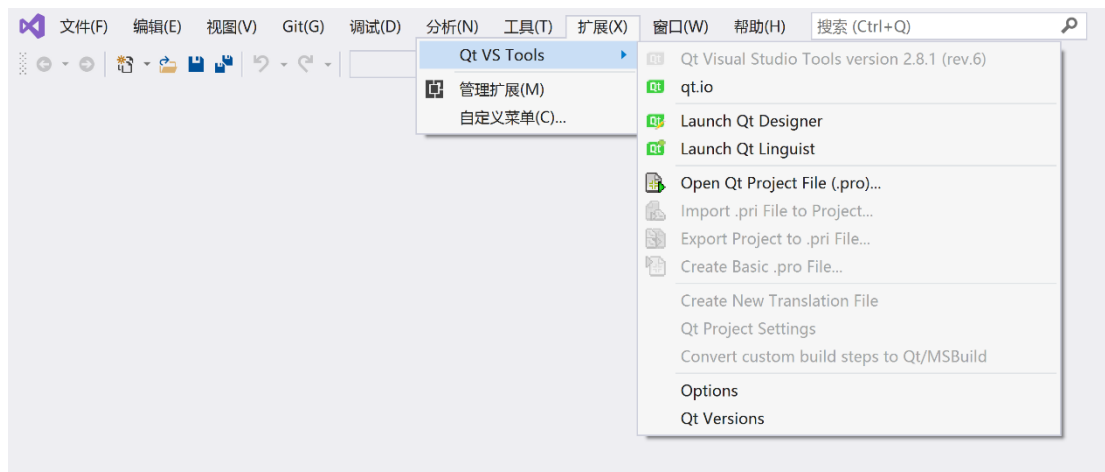 文件(F) 编辑(E) 视图(V) Git(G) 调试(D) 分析(N) 工具(T) 扩展(X) 窗口(W) 帮助(H) 搜索 (Ctrl+Q)
Qt VS Tools
管理扩展(M)
自定义菜单(C)...
Qt Visual Studio Tools version 2.8.1 (rev.6)
qt.io
Launch Qt Designer
Launch Qt Linguist
Open Qt Project File (.pro)...
Import .pri File to Project...
Export Project to .pri File...
Create Basic .pro File...
Create New Translation File
Qt Project Settings
Convert custom build steps to Qt/MSBuild
Options
Qt Versions